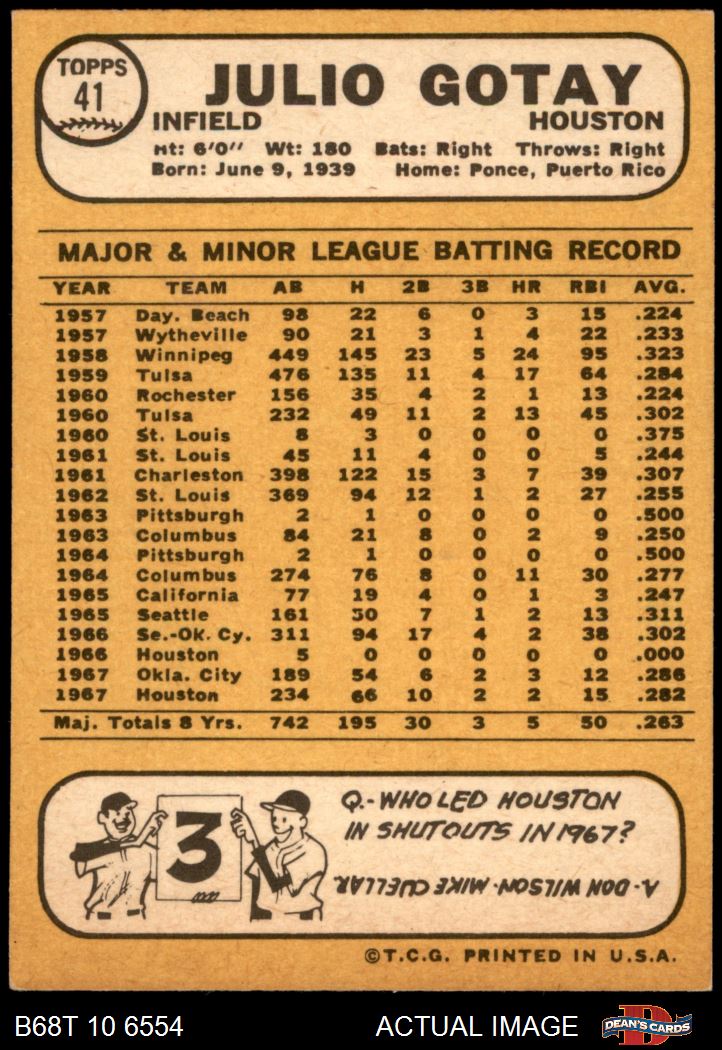 TOPPS
41
JULIO GOTAY
INFIELD HOUSTON
Ht: 6'0" Wt: 180 Bats: Right Throws: Right
Born: June 9, 1939 Home: Ponce, Puerto Rico
MAJOR & MINOR LEAGUE BATTING RECORD
YEAR TEAM AB H 2B 3B HR RBI AVG.
1957 Day. Beach 98 22 6 0 3 15 .224
1957 Wytheville 90 21 3 1 4 22 .233
1958 Winnipeg 449 145 23 5 24 95 .323
1959 Tulsa 476 135 11 4 17 64 .284
1960 Rochester 156 35 4 2 1 13 .224
1960 Tulsa 232 49 11 2 13 45 .302
1960 St. Louis 8 3 0 0 0 0 .375
1961 St. Louis 45 11 4 0 0 5 .244
1961 Charleston 398 122 15 3 7 39 .307
1962 St. Louis 369 94 12 1 2 27 .255
1963 Pittsburgh 2 1 0 0 0 0 .500
1963 Columbus 84 21 8 0 2 9 .250
1964 Pittsburgh 2 1 0 0 0 0 .500
1964 Columbus 274 76 8 0 11 30 .277
1965 California 77 19 4 0 1 3 .247
1965 Seattle 161 50 7 1 2 13 .311
1966 Se.-Ok. Cy. 311 94 17 4 2 38 .302
1966 Houston 5 0 0 0 0 0 .000
1967 Okla. City 189 54 6 2 3 12 .286
1967 Houston 234 66 10 2 2 15 .282
Maj. Totals 8 Yrs. 742 195 30 3 5 50 .263
3
Q.-WHO LED HOUSTON
IN SHUTOUTS IN 1967?
A.-DON WILSON-MIKE CUELLAR
©T.C.G. PRINTED IN U.S.A.
B68T 10 6554 ACTUAL IMAGE D DEAN'S CARDS